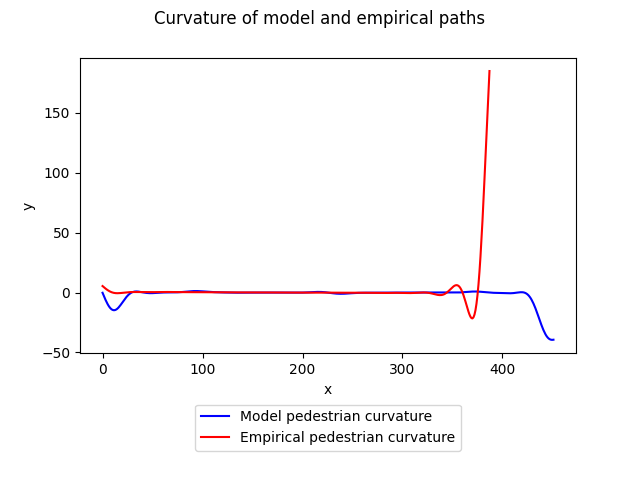 Curvature of model and empirical paths
150
100
50
0
−50
y
0 100 200 300 400
x
Model pedestrian curvature
Empirical pedestrian curvature